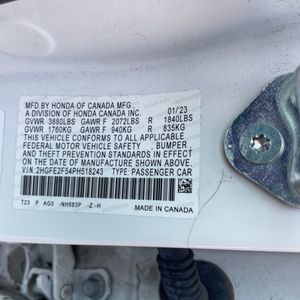 MFD.BY HONDA OF CANADA MFG.,
A DIVISION OF HONDA CANADA INC. 01/23
GVWR 3880LBS GAWR F 2072LBS R 1840LBS
GVWR 1760KG GAWR F 940KG R 835KG
THIS VEHICLE CONFORMS TO ALL APPLICABLE
FEDERAL MOTOR VEHICLE SAFETY, BUMPER,
AND THEFT PREVENTION STANDARDS IN EFFECT
ON THE DATE OF MANUFACTURE SHOWN ABOVE.
V.I.N:2HGFE2F54PH518243 TYPE: PASSENGER CAR
T23 P AG5 -NH883P -Z -H
MADE IN CANADA